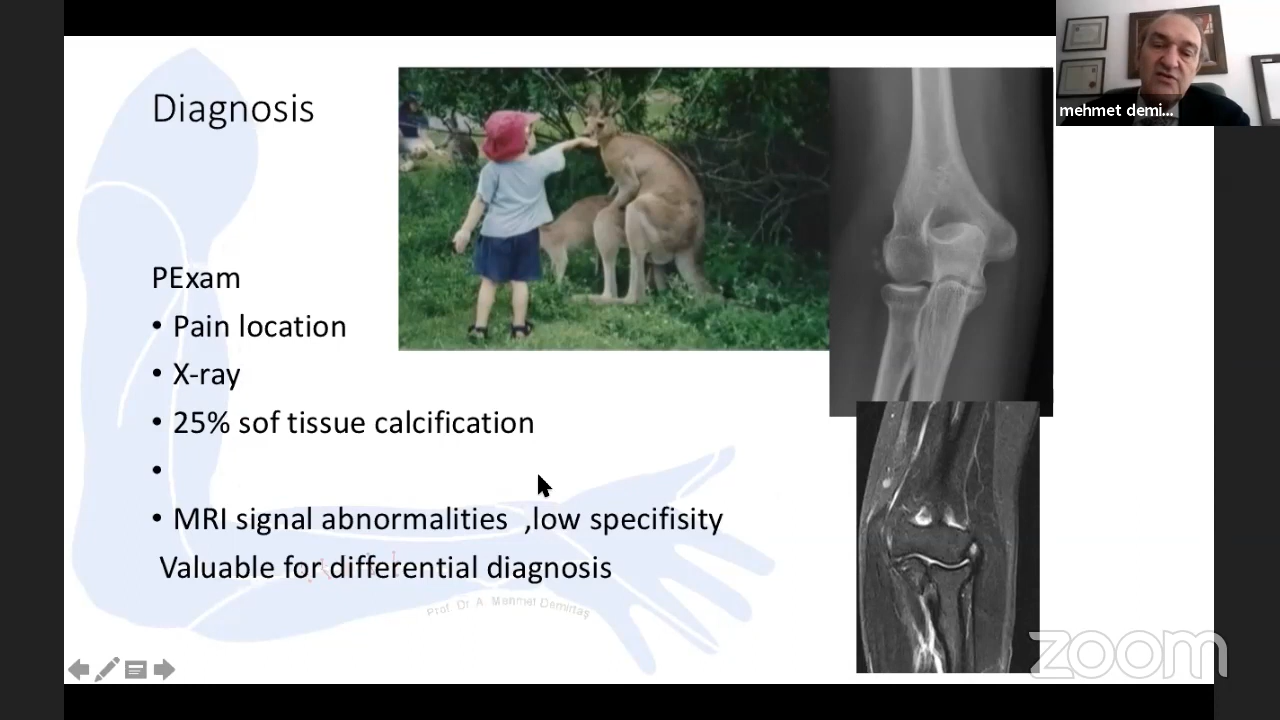 mehmet demi...
Diagnosis
PExam
• Pain location
• X-ray
• 25% sof tissue calcification
•
• MRI signal abnormalities ,low specifisity
Valuable for differential diagnosis
Prof. Dr A. Mehmet Demirtaş
zoom